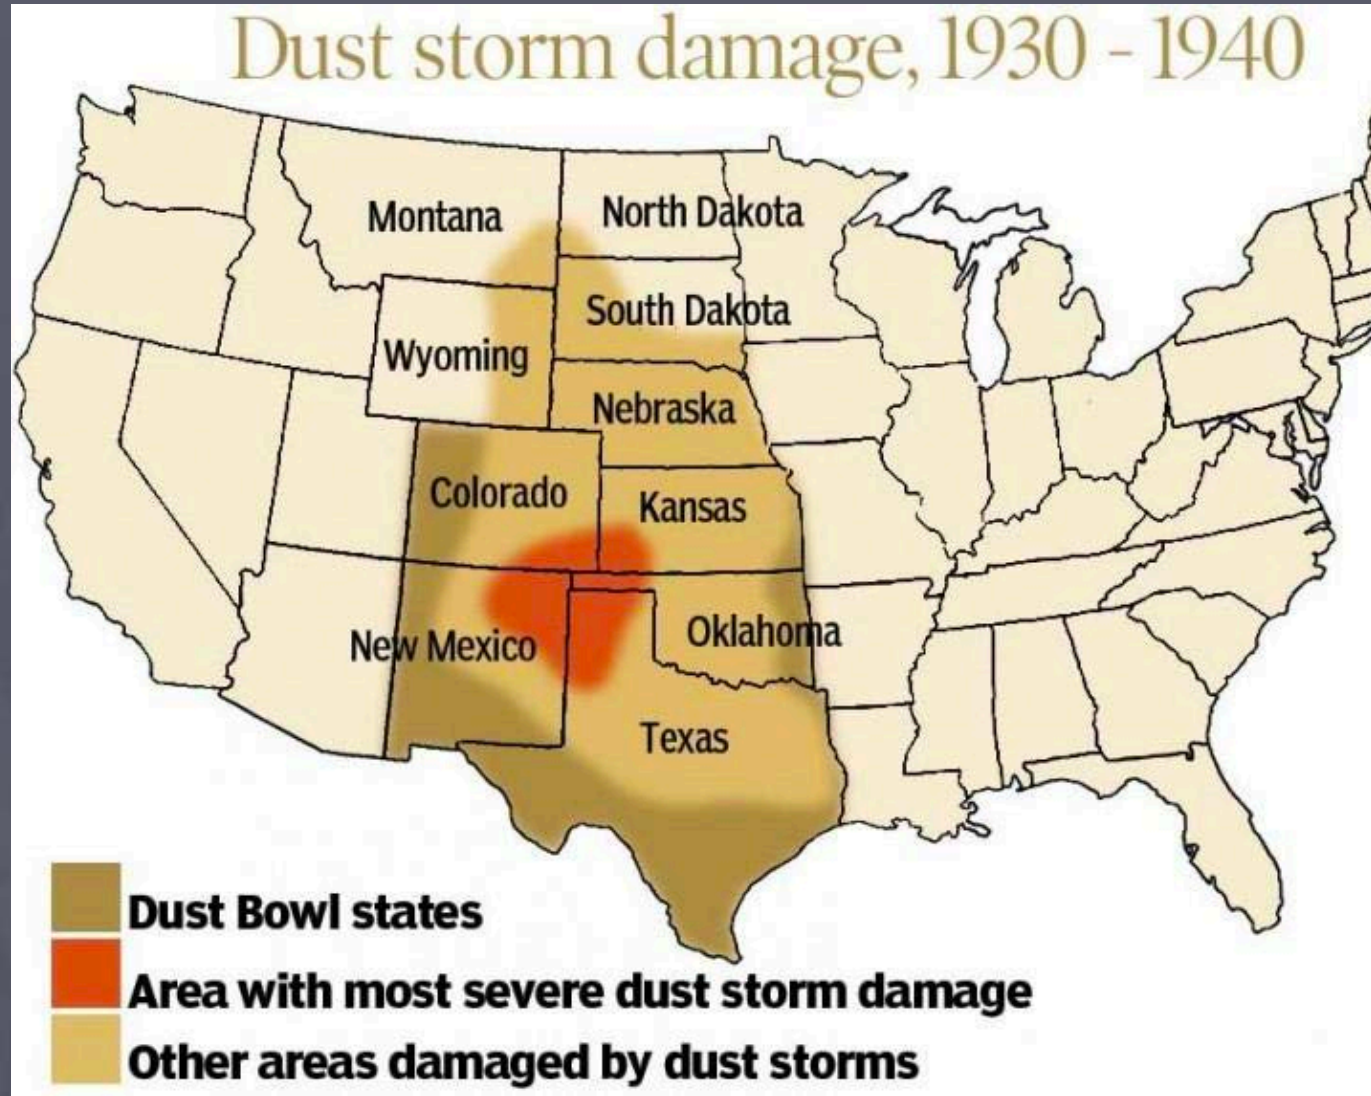 Dust storm damage, 1930 - 1940
Montana
North Dakota
South Dakota
Wyoming
Nebraska
Colorado
Kansas
New Mexico
Oklahoma
Texas
Dust Bowl states
Area with most severe dust storm damage
Other areas damaged by dust storms